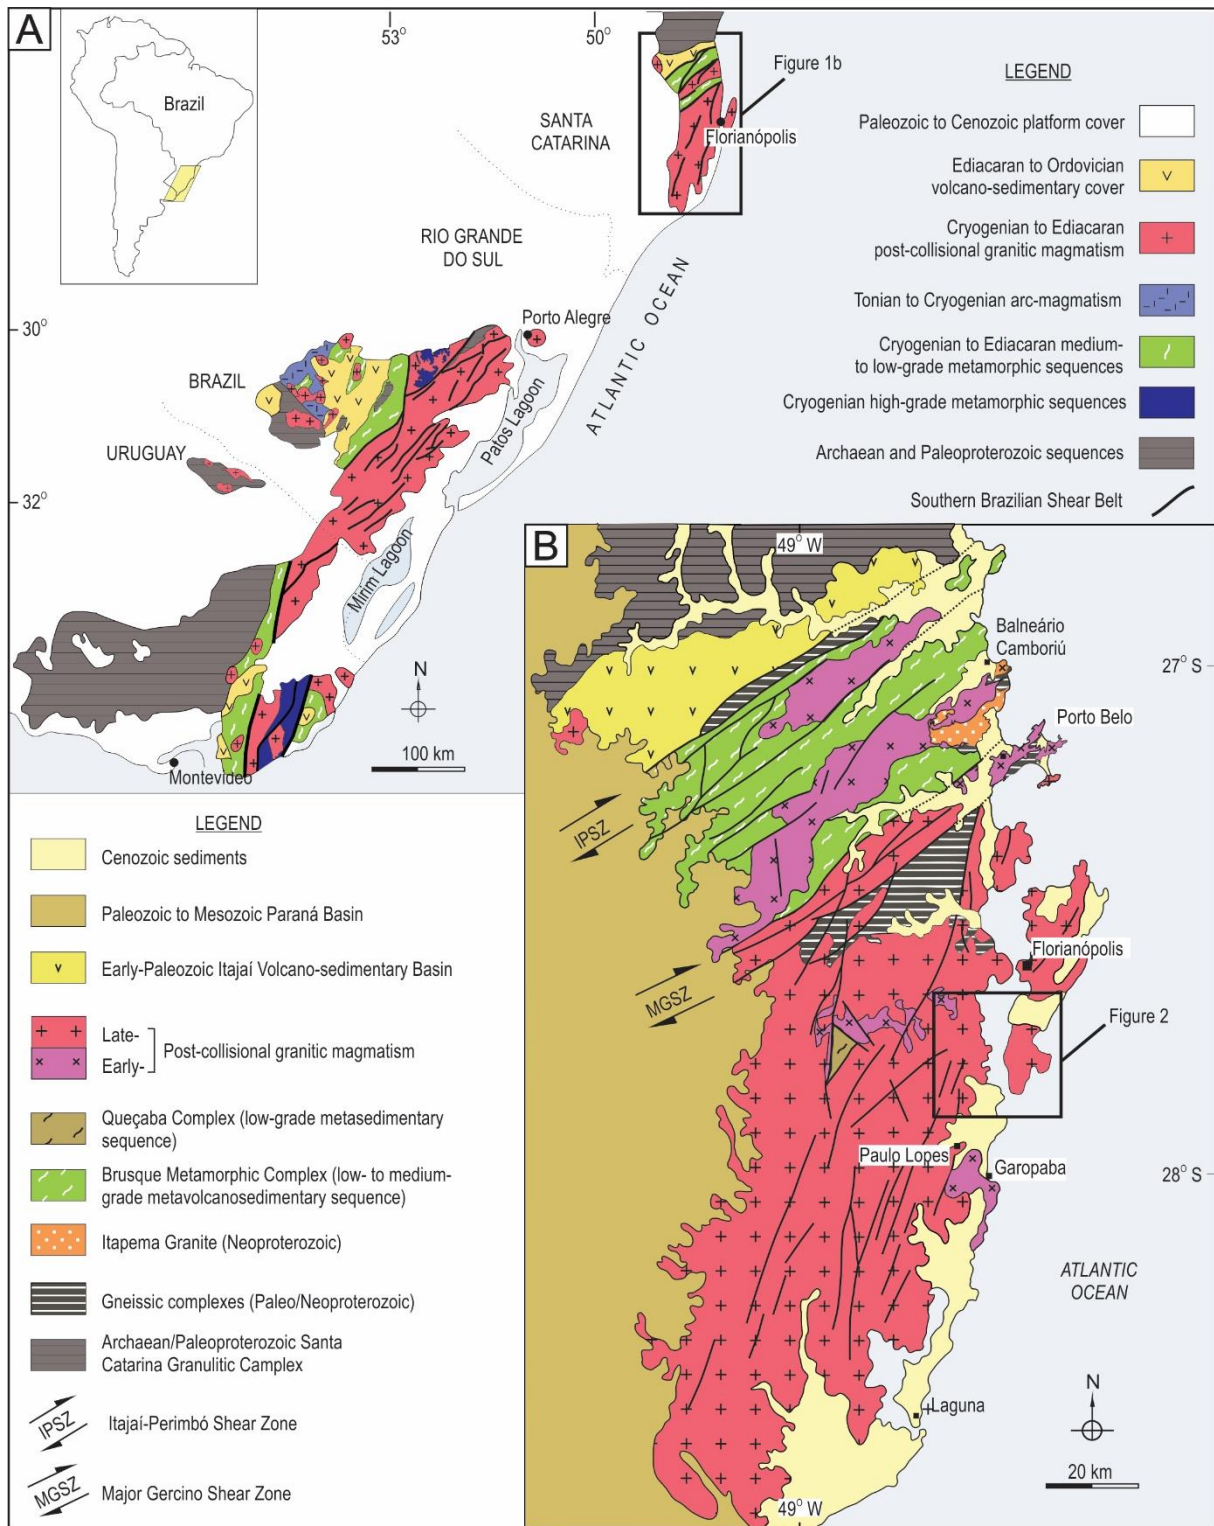 A
53°
50°
Brazil
Figure 1b
SANTA
CATARINA
Florianópolis
RIO GRANDE
DO SUL
ATLANTIC OCEAN
30°
Porto Alegre
BRAZIL
Patos Lagoon
URUGUAY
32°
Mirim Lagoon
N
100 km
Montevideo
LEGEND
Paleozoic to Cenozoic platform cover
Ediacaran to Ordovician
volcano-sedimentary cover
Cryogenian to Ediacaran
post-collisional granitic magmatism
Tonian to Cryogenian arc-magmatism
Cryogenian to Ediacaran medium-
to low-grade metamorphic sequences
Cryogenian high-grade metamorphic sequences
Archaean and Paleoproterozoic sequences
Southern Brazilian Shear Belt
LEGEND
Cenozoic sediments
Paleozoic to Mesozoic Paraná Basin
Early-Paleozoic Itajaí Volcano-sedimentary Basin
Late-
Early-
Post-collisional granitic magmatism
Queçaba Complex (low-grade metasedimentary
sequence)
Brusque Metamorphic Complex (low- to medium-
grade metavolcanosedimentary sequence)
Itapema Granite (Neoproterozoic)
Gneissic complexes (Paleo/Neoproterozoic)
Archaean/Paleoproterozoic Santa
Catarina Granulitic Camplex
IPSZ
Itajaí-Perimbó Shear Zone
MGSZ
Major Gercino Shear Zone
B
49° W
Balneário
Camboriú
27° S
Porto Belo
IPSZ
Florianópolis
MGSZ
Figure 2
Paulo Lopes
Garopaba
28° S
ATLANTIC
OCEAN
N
Laguna
20 km
49° W